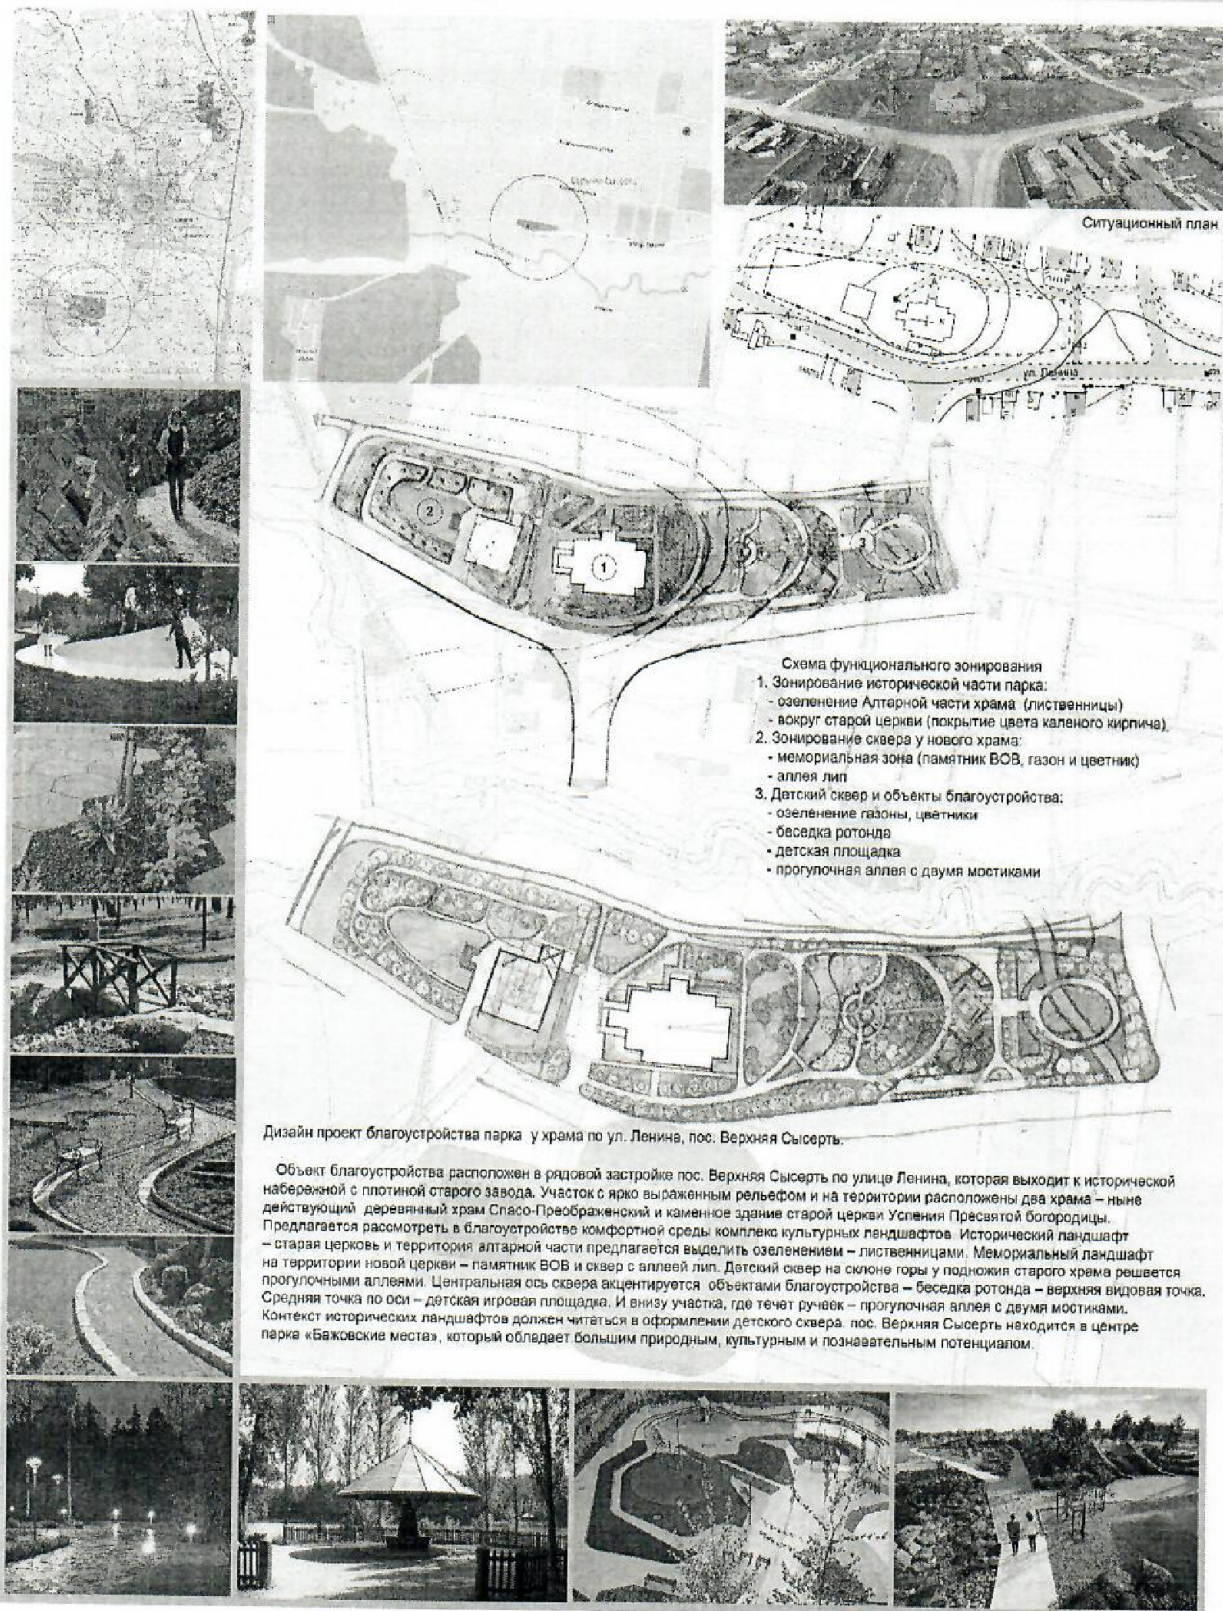 Ситуационный план
ул. Ленина
2
1
3
Схема функционального зонирования
1. Зонирование исторической части парка:
- озеленение Алтарной части храма (лиственницы)
- вокруг старой церкви (покрытие цвета каленого кирпича)
2. Зонирование сквера у нового храма:
- мемориальная зона (памятник ВОВ, газон и цветник)
- аллея лип
3. Детский сквер и объекты благоустройства:
- озеленение газоны, цветники
- беседка ротонда
- детская площадка
- прогулочная аллея с двумя мостиками
Дизайн проект благоустройства парка у храма по ул. Ленина, пос. Верхняя Сысерть.
Объект благоустройства расположен в рядовой застройке пос. Верхняя Сысерть по улице Ленина, которая выходит к исторической
набережной с плотиной старого завода. Участок с ярко выраженным рельефом и на территории расположены два храма – ныне
действующий деревянный храм Спасо-Преображенский и каменное здание старой церкви Успения Пресвятой богородицы.
Предлагается рассмотреть в благоустройстве комфортной среды комплекс культурных ландшафтов. Исторический ландшафт
– старая церковь и территория алтарной части предлагается выделить озеленением – лиственницами. Мемориальный ландшафт
на территории новой церкви – памятник ВОВ и сквер с аллеей лип. Детский сквер на склоне горы у подножия старого храма решается
прогулочными аллеями. Центральная ось сквера акцентируется объектами благоустройства – беседка ротонда – верхняя видовая точка.
Средняя точка по оси – детская игровая площадка. И внизу участка, где течет ручеек – прогулочная аллея с двумя мостиками.
Контекст исторических ландшафтов должен читаться в оформлении детского сквера. пос. Верхняя Сысерть находится в центре
парка «Бажовские места», который обладает большим природным, культурным и познавательным потенциалом.